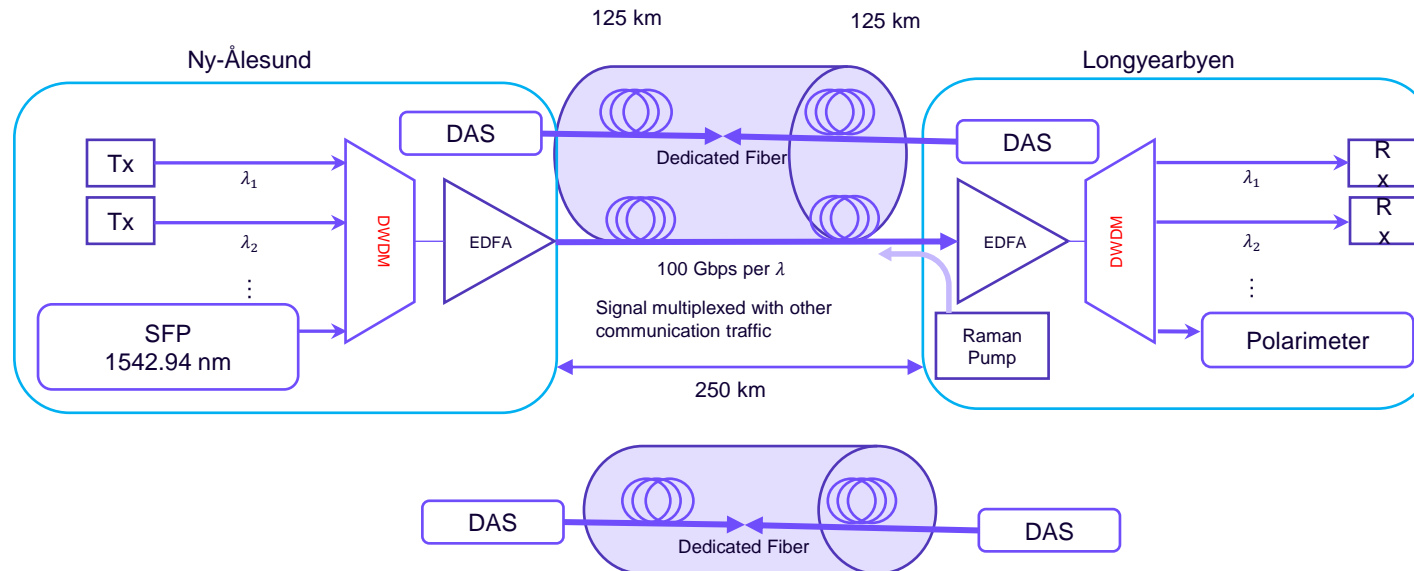 125 km
125 km
Ny-Ålesund
Longyearbyen
DAS
DAS
Dedicated Fiber
Tx
λ₁
Tx
λ₂
⋮
SFP
1542.94 nm
DWDM
EDFA
100 Gbps per λ
Signal multiplexed with other
communication traffic
250 km
EDFA
Raman
Pump
DWDM
λ₁
R
x
λ₂
R
x
⋮
Polarimeter
DAS
Dedicated Fiber
DAS